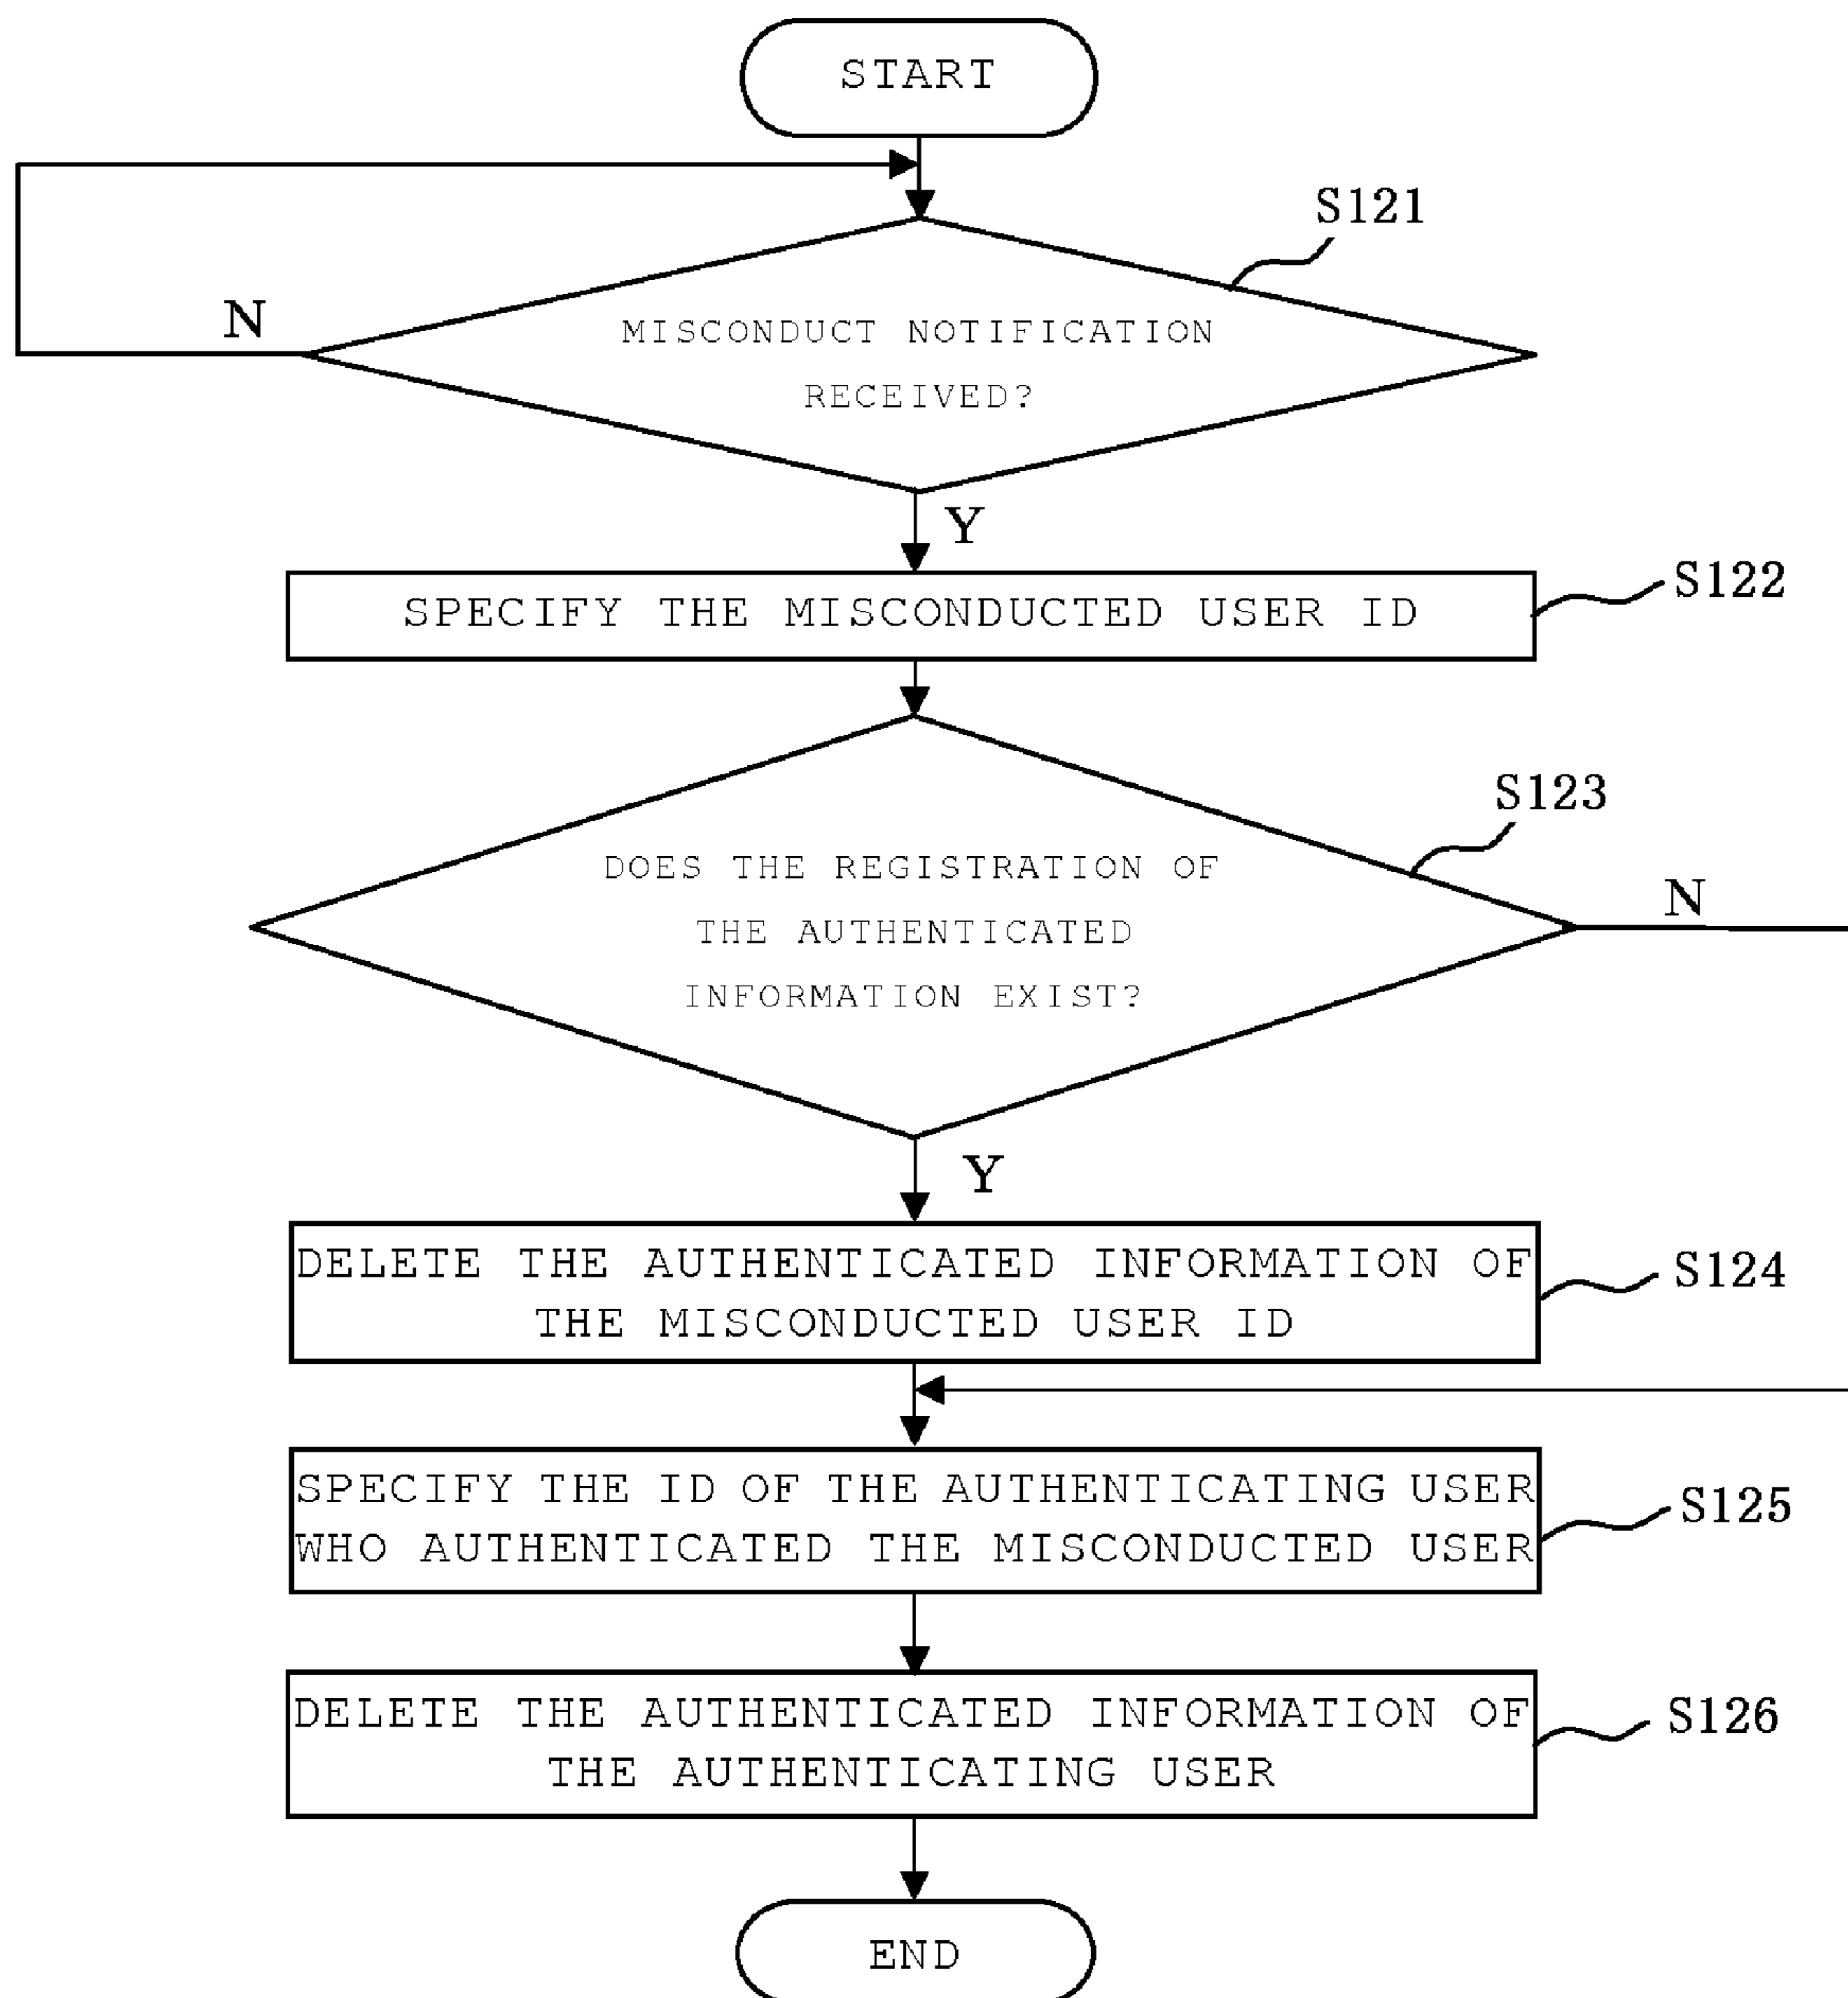 START
S121
N
MISCONDUCT NOTIFICATION
RECEIVED?
Y
S122
SPECIFY THE MISCONDUCTED USER ID
S123
DOES THE REGISTRATION OF
N
THE AUTHENTICATED
INFORMATION EXIST?
Y
DELETE THE AUTHENTICATED INFORMATION OF
S124
THE MISCONDUCTED USER ID
SPECIFY THE ID OF THE AUTHENTICATING USER
S125
WHO AUTHENTICATED THE MISCONDUCTED USER
DELETE THE AUTHENTICATED INFORMATION OF
S126
THE AUTHENTICATING USER
END